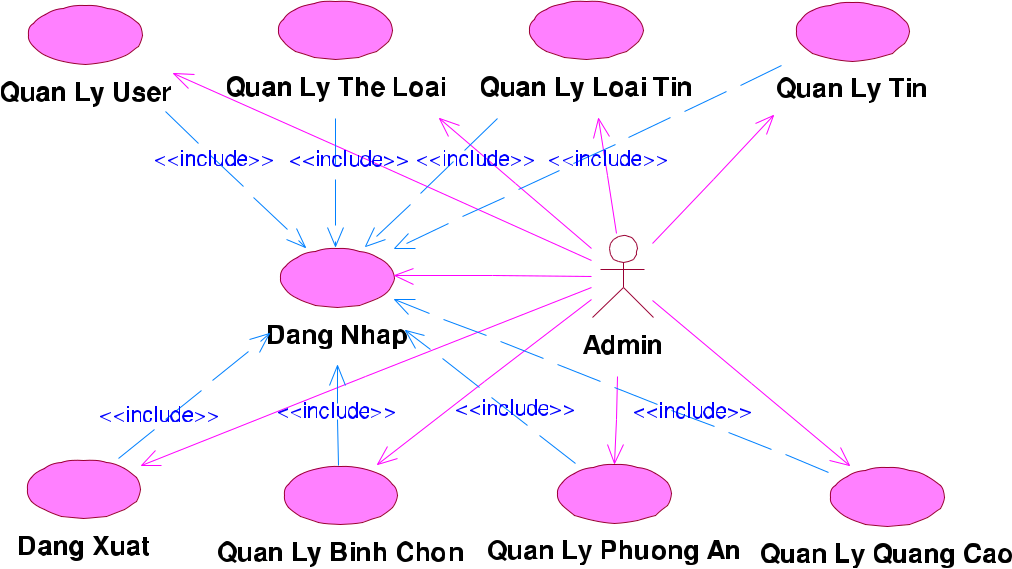 Quan Ly User
Quan Ly The Loai
Quan Ly Loai Tin
Quan Ly Tin
<<include>>
<<include>>
<<include>>
<<include>>
Dang Nhap
Admin
<<include>>
<<include>>
<<include>>
<<include>>
Dang Xuat
Quan Ly Binh Chon
Quan Ly Phuong An
Quan Ly Quang Cao